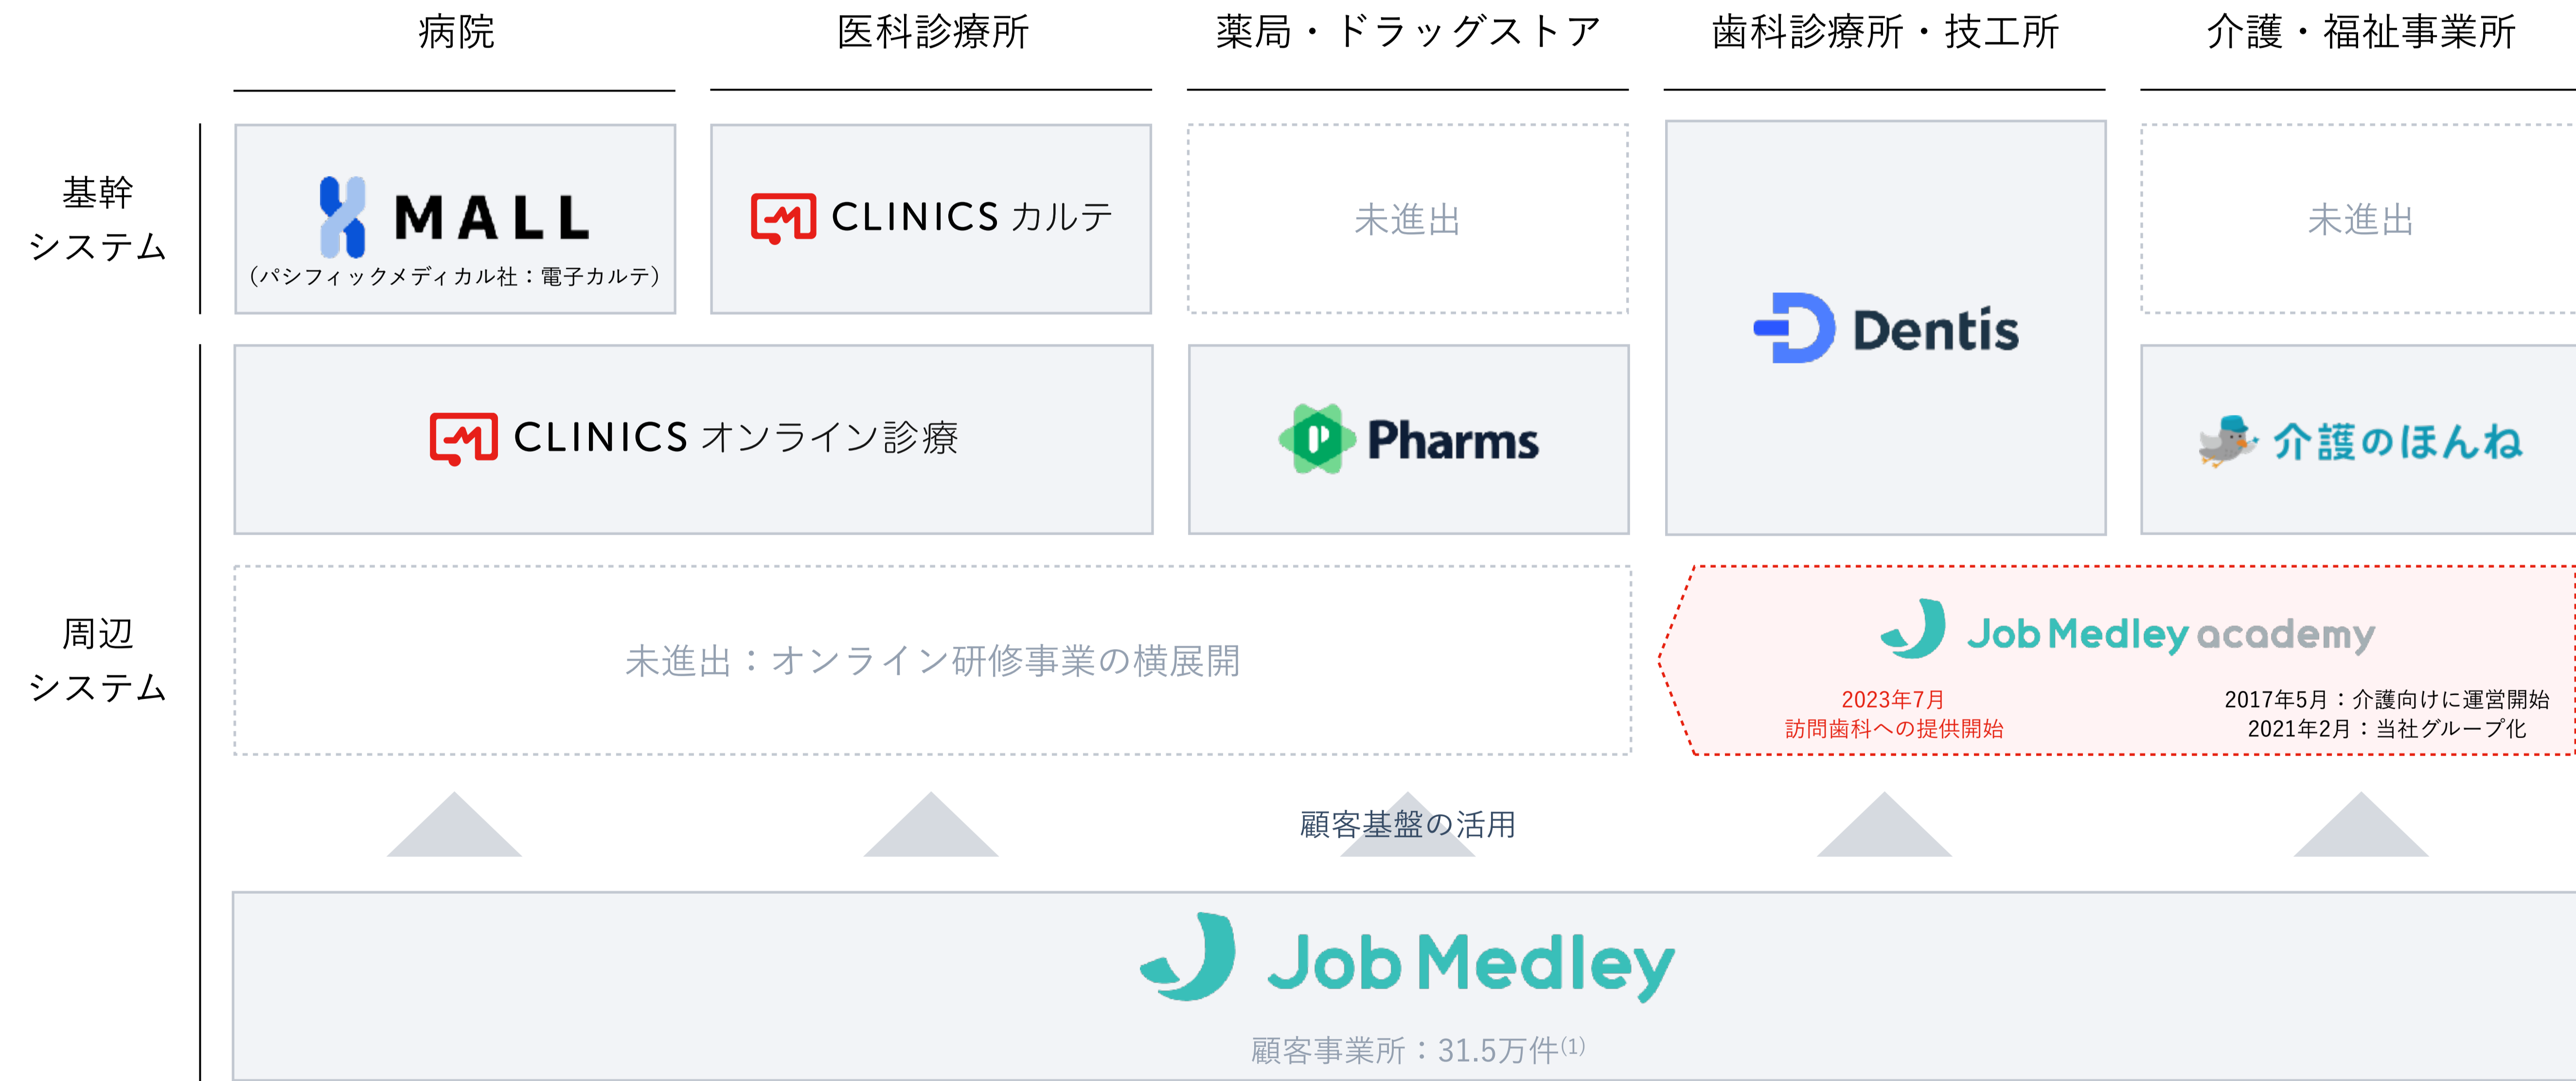 病院
医科診療所
薬局・ドラッグストア
歯科診療所・技工所
介護・福祉事業所
基幹
システム
MALL
（パシフィックメディカル社：電子カルテ）
CLINICS カルテ
未進出
Dentis
未進出
周辺
システム
CLINICS オンライン診療
Pharms
介護のほんね
未進出：オンライン研修事業の横展開
Job Medley academy
2023年7月
訪問歯科への提供開始
2017年5月：介護向けに運営開始
2021年2月：当社グループ化
顧客基盤の活用
Job Medley
顧客事業所：31.5万件(1)